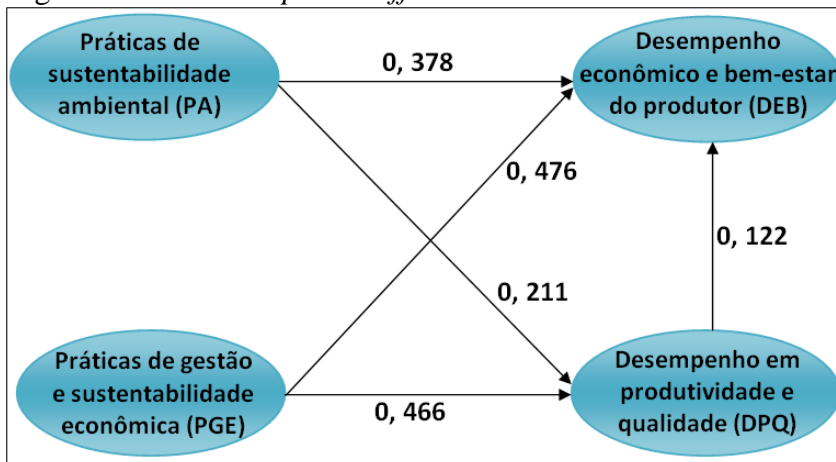 Práticas de
sustentabilidade
ambiental (PA)
0, 378
Desempenho
econômico e bem-estar
do produtor (DEB)
0, 476
0, 122
0, 211
Práticas de gestão
e sustentabilidade
econômica (PGE)
0, 466
Desempenho em
produtividade e
qualidade (DPQ)